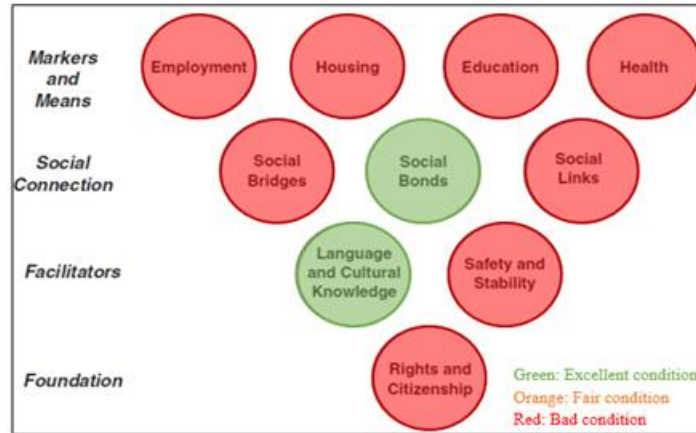 Markers
and
Means
Employment
Housing
Education
Health
Social
Connection
Social
Bridges
Social
Bonds
Social
Links
Facilitators
Language
and Cultural
Knowledge
Safety and
Stability
Foundation
Rights and
Citizenship
Green: Excellent condition
Orange: Fair condition
Red: Bad condition